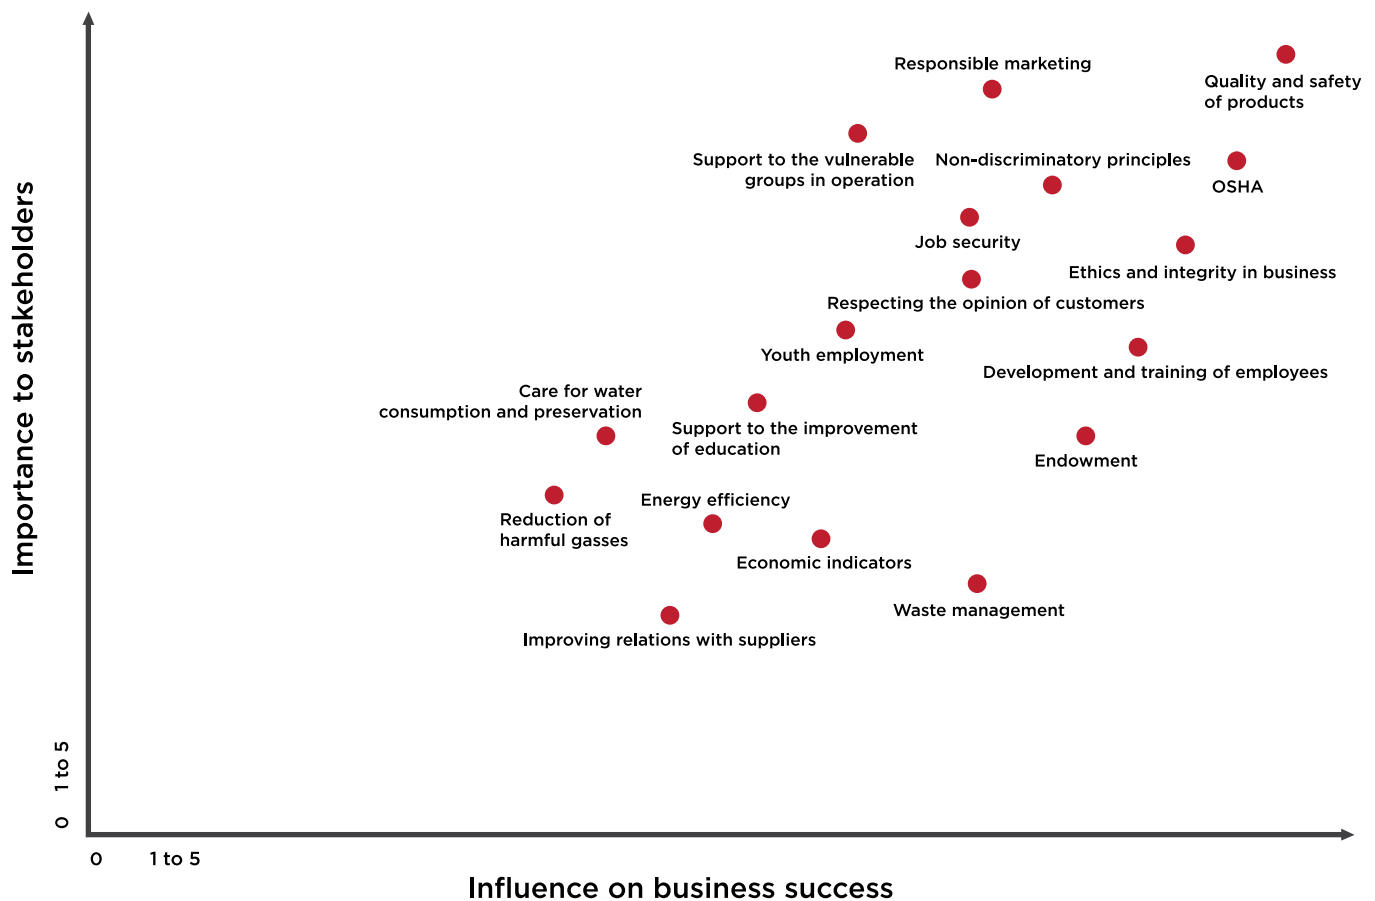 Responsible marketing
Quality and safety
of products
Support to the vulnerable
groups in operation
Non-discriminatory principles
OSHA
Job security
Ethics and integrity in business
Respecting the opinion of customers
Youth employment
Development and training of employees
Care for water
consumption and preservation
Support to the improvement
of education
Endowment
Energy efficiency
Reduction of
harmful gasses
Economic indicators
Waste management
Improving relations with suppliers
Importance to stakeholders
0 1 to 5
0 1 to 5
Influence on business success